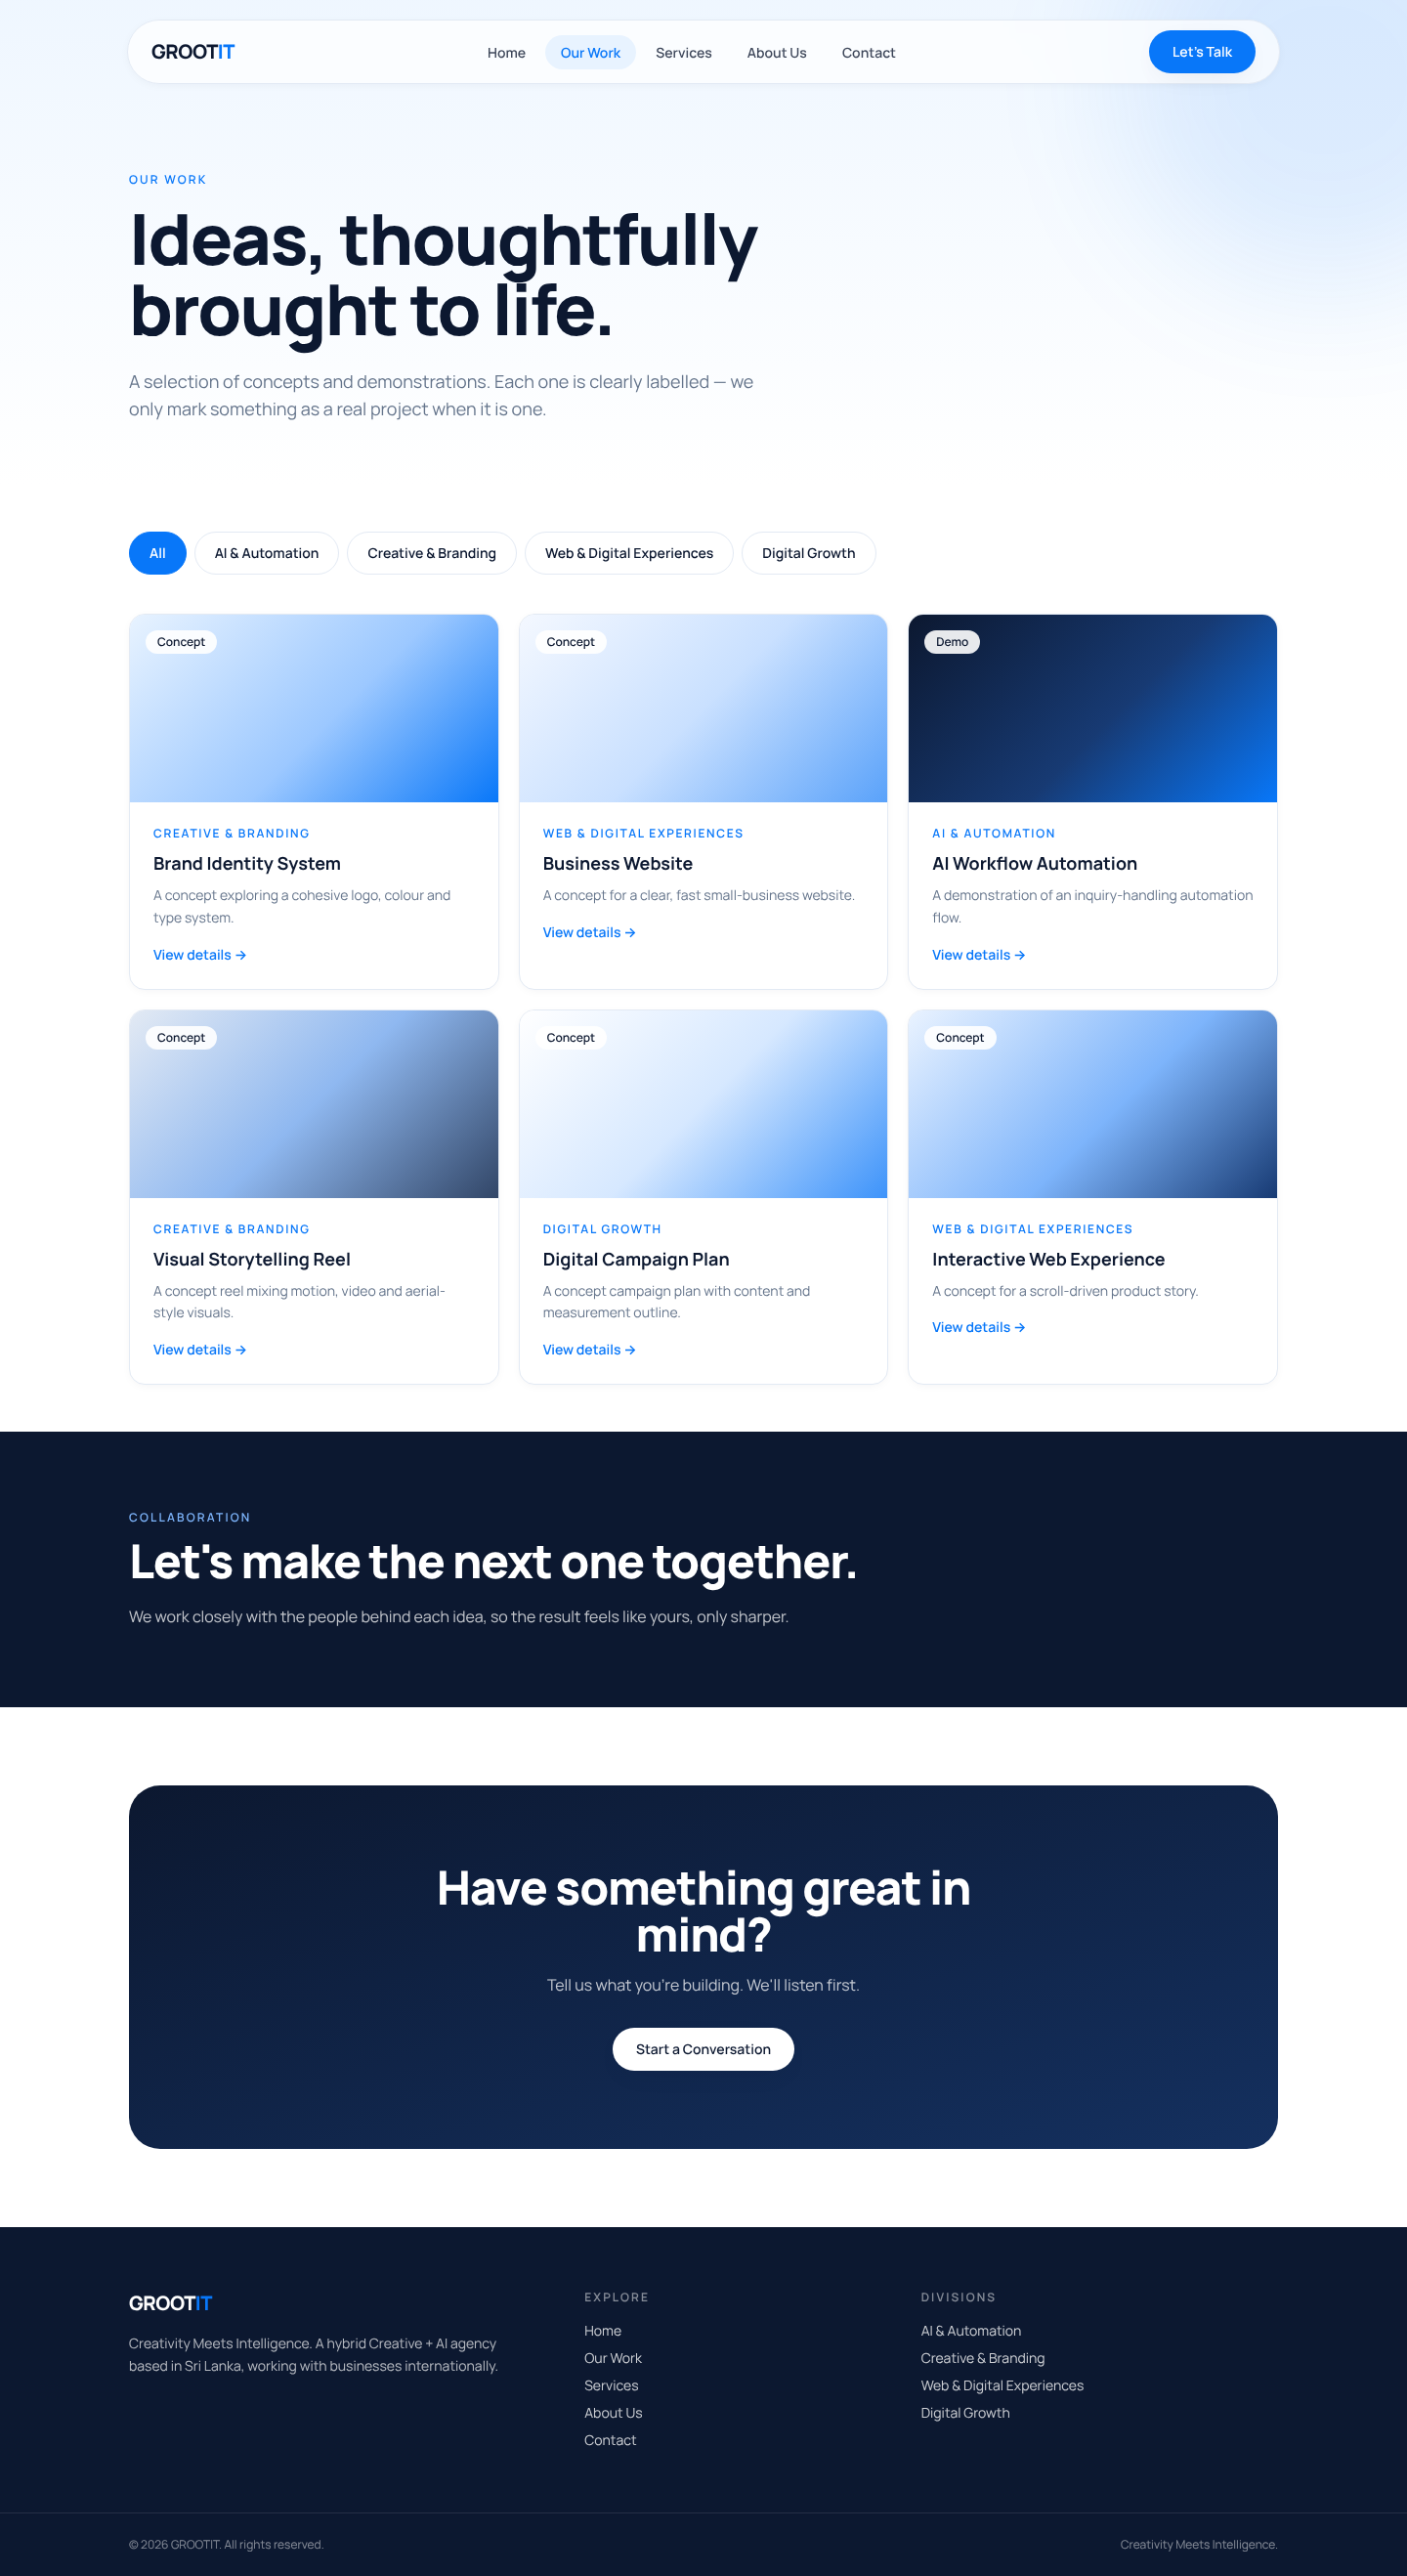 GROOTIT
Home
Our Work
Services
About Us
Contact
Let's Talk
OUR WORK
Ideas, thoughtfully
brought to life.
A selection of concepts and demonstrations. Each one is clearly labelled — we
only mark something as a real project when it is one.
All
AI & Automation
Creative & Branding
Web & Digital Experiences
Digital Growth
Concept
CREATIVE & BRANDING
Brand Identity System
A concept exploring a cohesive logo, colour and
type system.
View details →
Concept
WEB & DIGITAL EXPERIENCES
Business Website
A concept for a clear, fast small-business website.
View details →
Demo
AI & AUTOMATION
AI Workflow Automation
A demonstration of an inquiry-handling automation
flow.
View details →
Concept
CREATIVE & BRANDING
Visual Storytelling Reel
A concept reel mixing motion, video and aerial-
style visuals.
View details →
Concept
DIGITAL GROWTH
Digital Campaign Plan
A concept campaign plan with content and
measurement outline.
View details →
Concept
WEB & DIGITAL EXPERIENCES
Interactive Web Experience
A concept for a scroll-driven product story.
View details →
COLLABORATION
Let's make the next one together.
We work closely with the people behind each idea, so the result feels like yours, only sharper.
Have something great in
mind?
Tell us what you're building. We'll listen first.
Start a Conversation
GROOTIT
Creativity Meets Intelligence. A hybrid Creative + AI agency
based in Sri Lanka, working with businesses internationally.
EXPLORE
Home
Our Work
Services
About Us
Contact
DIVISIONS
AI & Automation
Creative & Branding
Web & Digital Experiences
Digital Growth
© 2026 GROOTIT. All rights reserved.
Creativity Meets Intelligence.